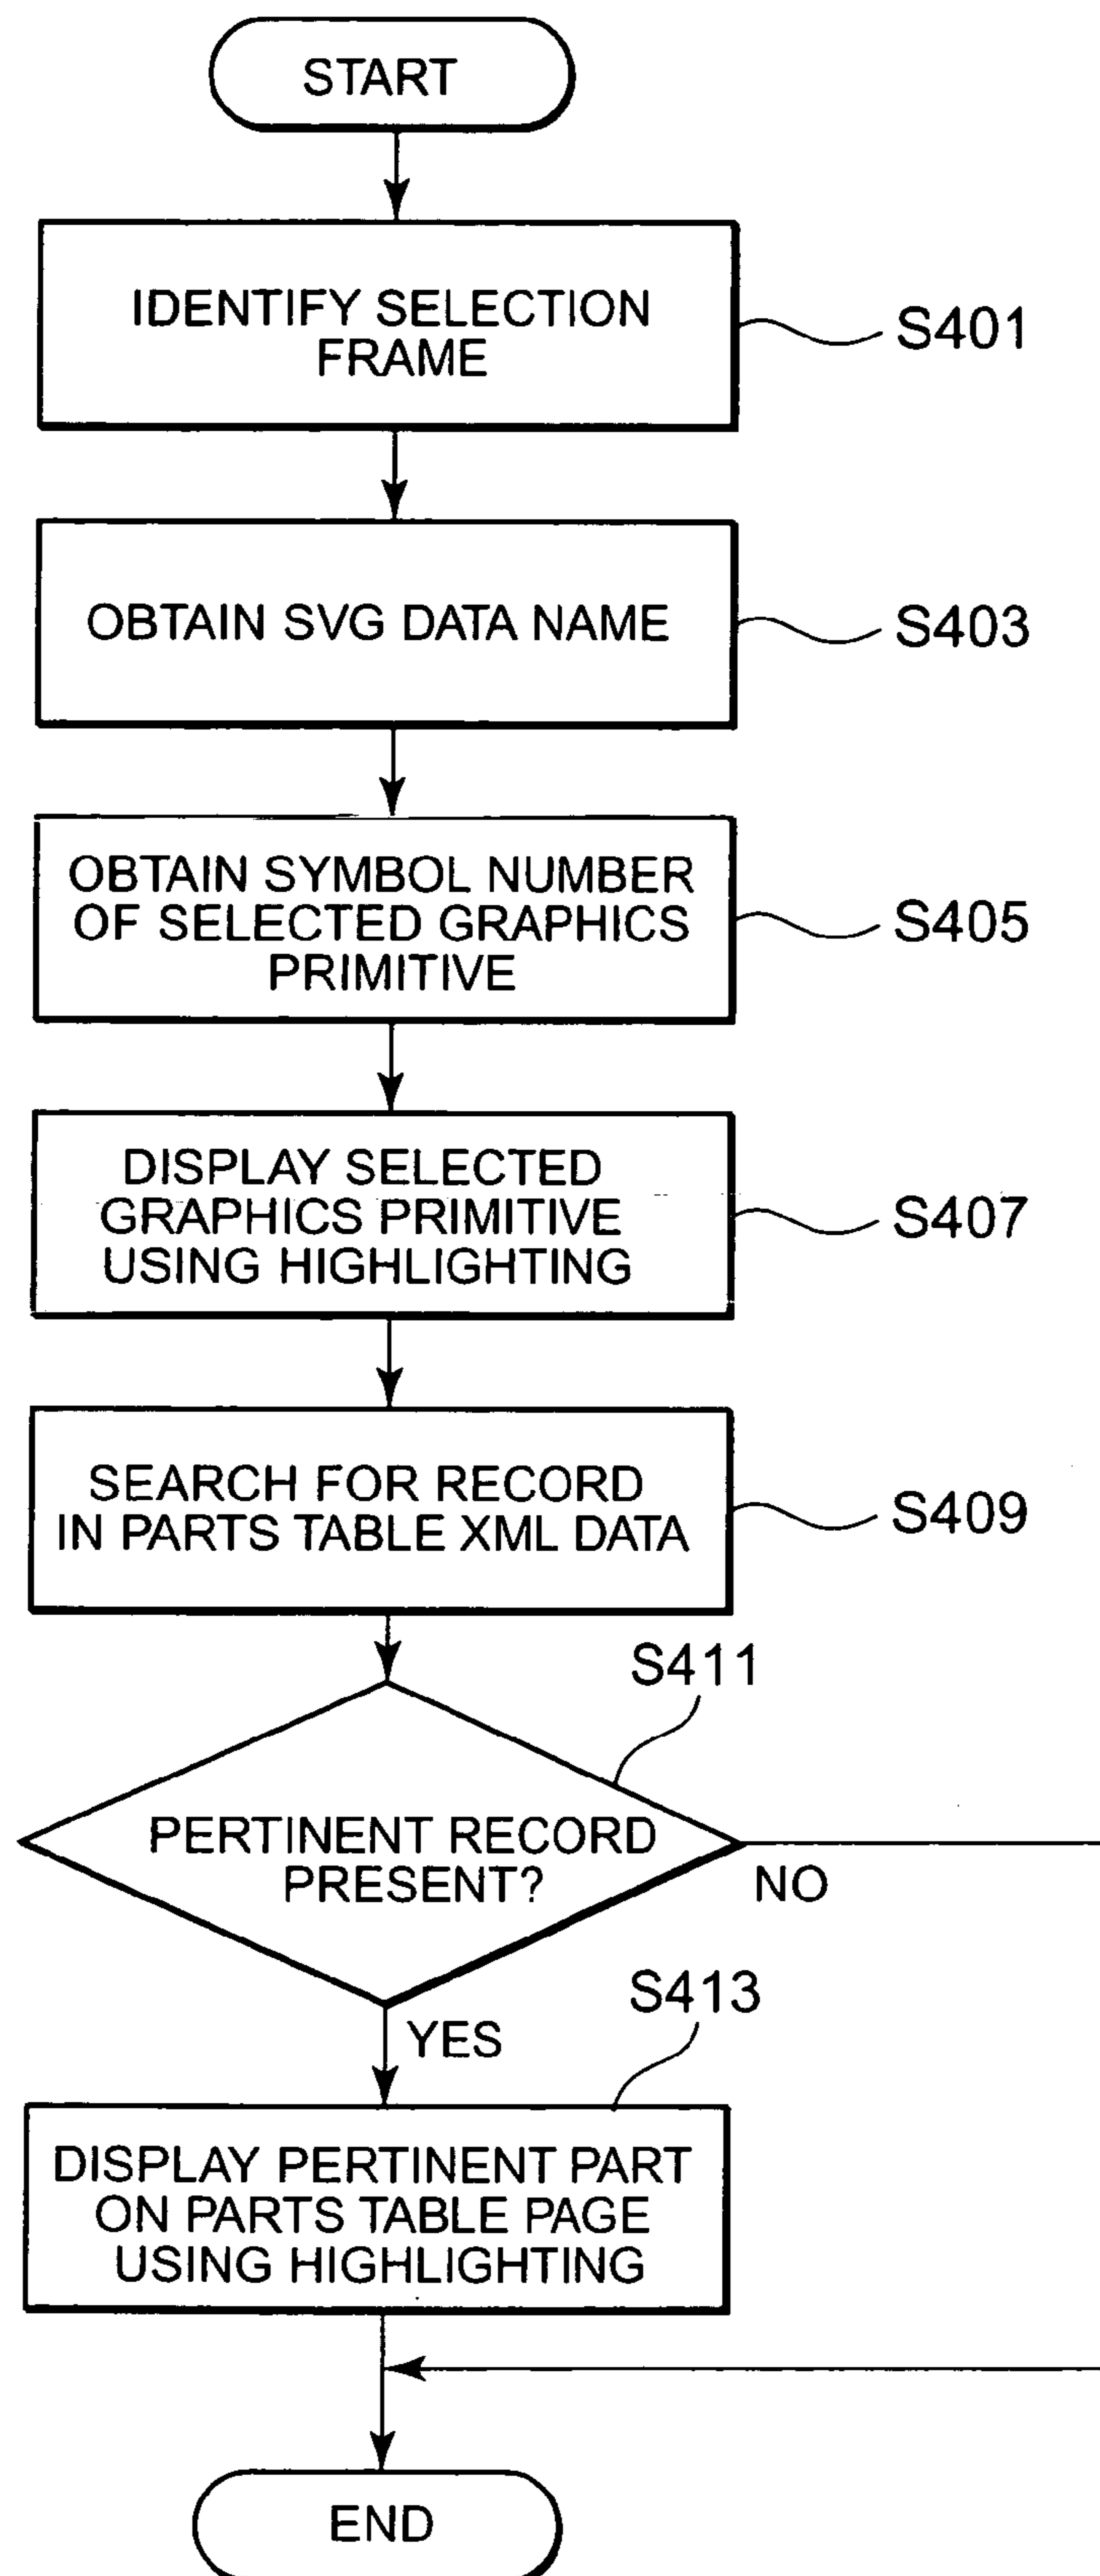 START
IDENTIFY SELECTION
FRAME
S401
OBTAIN SVG DATA NAME
S403
OBTAIN SYMBOL NUMBER
OF SELECTED GRAPHICS
PRIMITIVE
S405
DISPLAY SELECTED
GRAPHICS PRIMITIVE
USING HIGHLIGHTING
S407
SEARCH FOR RECORD
IN PARTS TABLE XML DATA
S409
S411
PERTINENT RECORD
PRESENT?
NO
YES
S413
DISPLAY PERTINENT PART
ON PARTS TABLE PAGE
USING HIGHLIGHTING
END